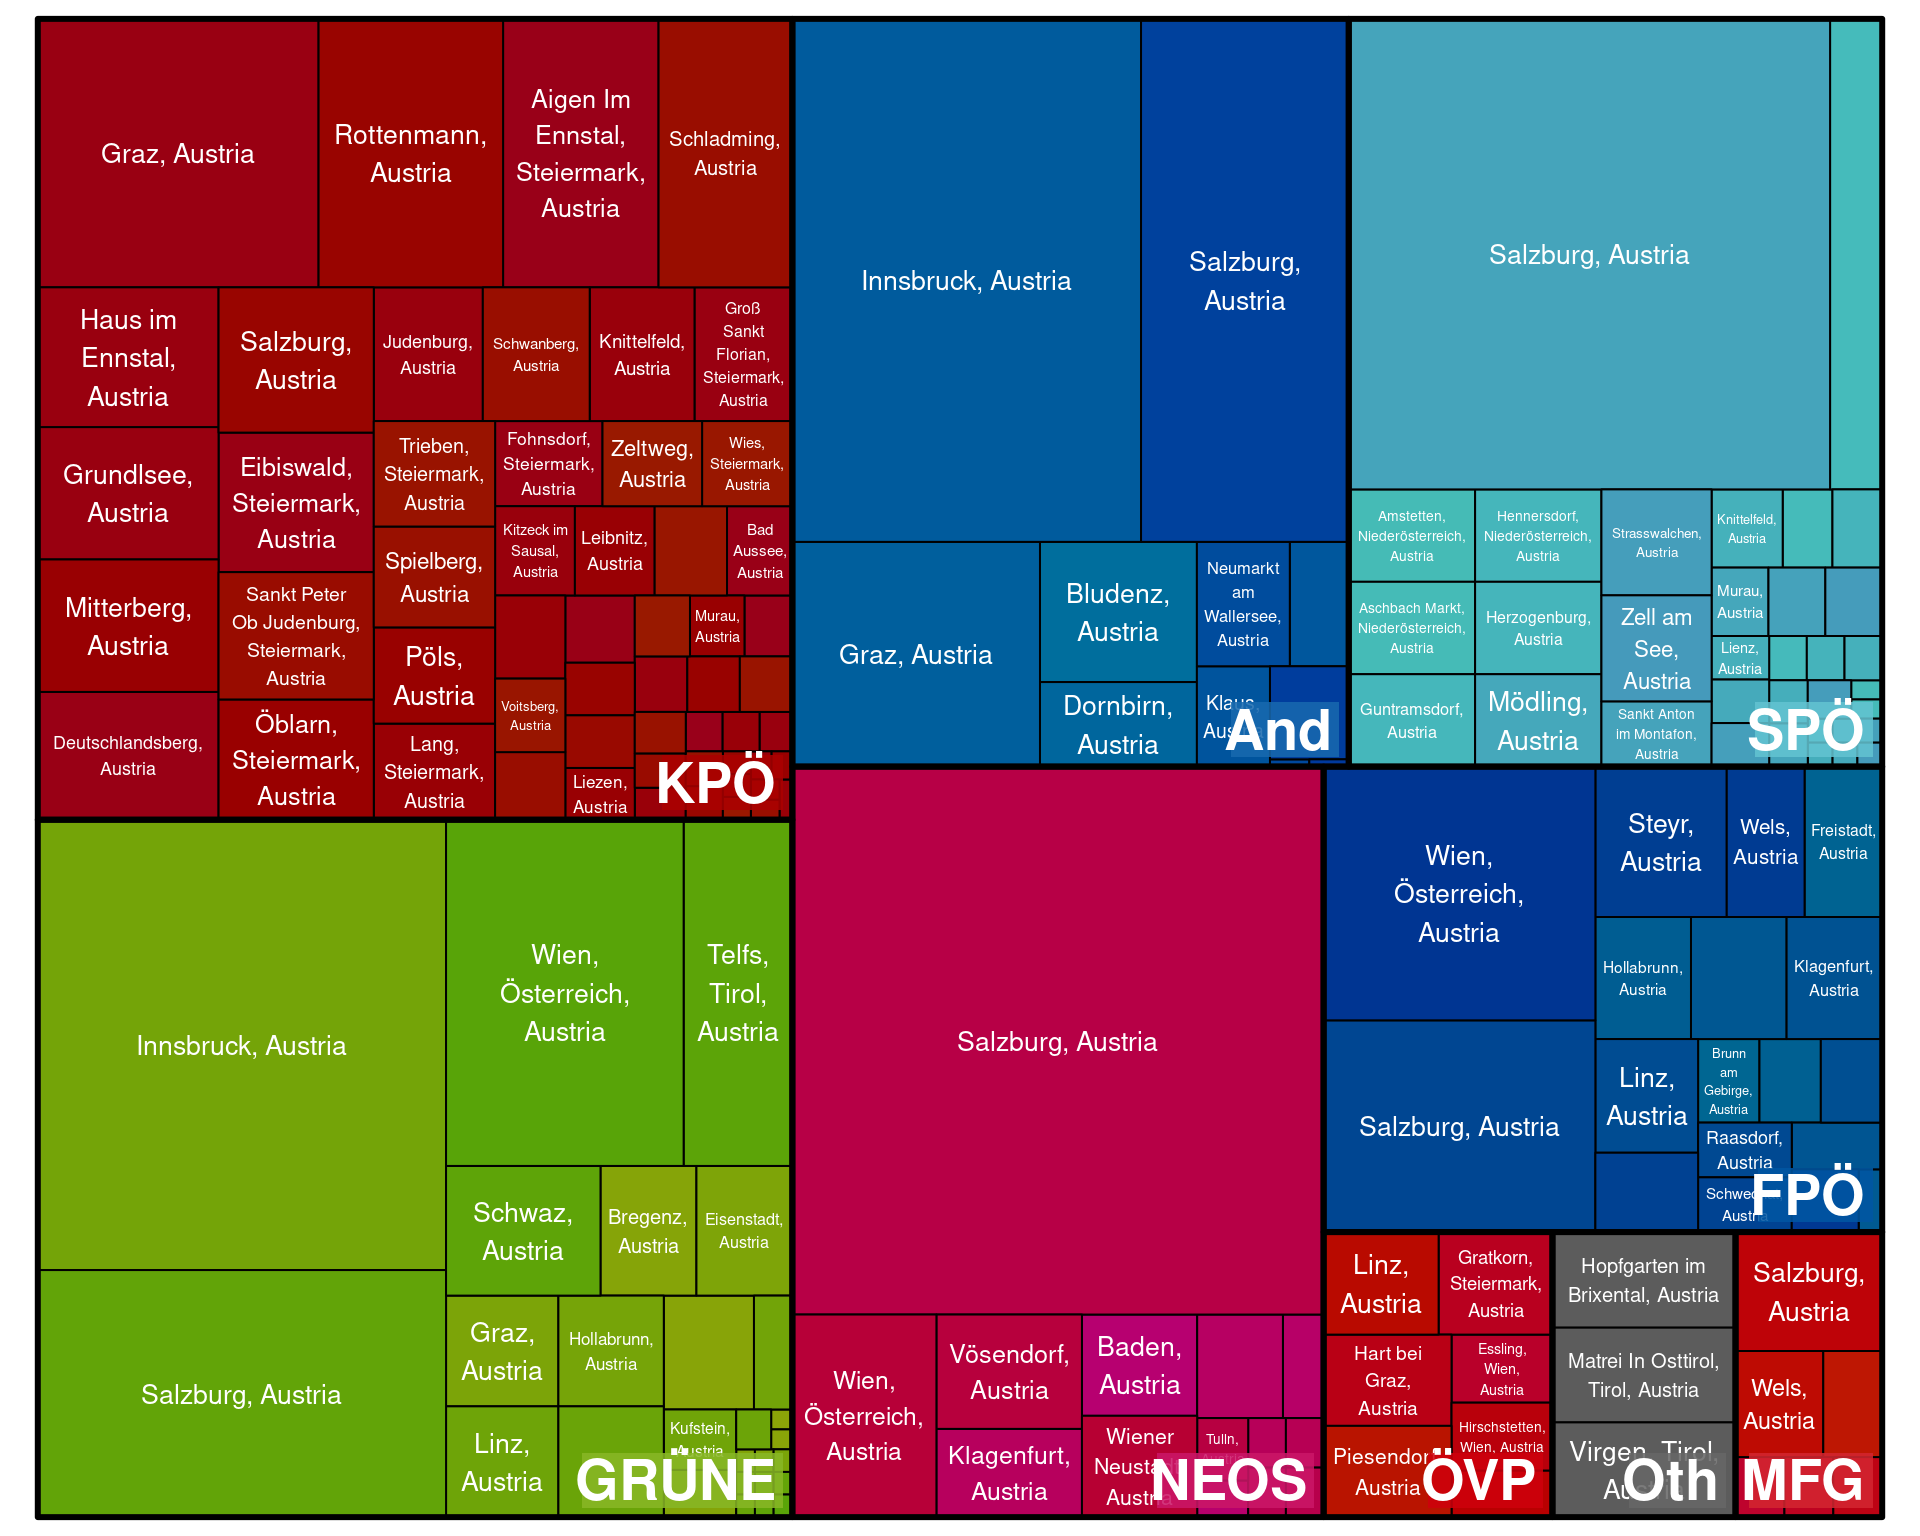 Graz, Austria
Rottenmann,
Austria
Aigen Im
Ennstal,
Steiermark,
Austria
Schladming,
Austria
Haus im
Ennstal,
Austria
Salzburg,
Austria
Judenburg,
Austria
Schwanberg,
Austria
Knittelfeld,
Austria
Groß
Sankt
Florian,
Steiermark,
Austria
Grundlsee,
Austria
Eibiswald,
Steiermark,
Austria
Trieben,
Steiermark,
Austria
Fohnsdorf,
Steiermark,
Austria
Zeltweg,
Austria
Wies,
Steiermark,
Austria
Kitzeck im
Sausal,
Austria
Leibnitz,
Austria
Bad
Aussee,
Austria
Spielberg,
Austria
Mitterberg,
Austria
Sankt Peter
Ob Judenburg,
Steiermark,
Austria
Murau,
Austria
Pöls,
Austria
Voitsberg,
Austria
Deutschlandsberg,
Austria
Öblarn,
Steiermark,
Austria
Lang,
Steiermark,
Austria
Liezen,
Austria
KPÖ
Innsbruck, Austria
Salzburg,
Austria
Graz, Austria
Bludenz,
Austria
Dornbirn,
Austria
Neumarkt
am
Wallersee,
Austria
Klaus,
And
Salzburg, Austria
Amstetten,
Niederösterreich,
Austria
Hennersdorf,
Niederösterreich,
Austria
Strasswalchen,
Austria
Knittelfeld,
Austria
Aschbach Markt,
Niederösterreich,
Austria
Herzogenburg,
Austria
Zell am
See,
Austria
Murau,
Austria
Lienz,
Austria
Guntramsdorf,
Austria
Mödling,
Austria
Sankt Anton
im Montafon,
Austria
SPÖ
Innsbruck, Austria
Wien,
Österreich,
Austria
Telfs,
Tirol,
Austria
Salzburg, Austria
Schwaz,
Austria
Bregenz,
Austria
Eisenstadt,
Austria
Graz,
Austria
Hollabrunn,
Austria
Linz,
Austria
Kufstein,
Austria
GRÜNE
Salzburg, Austria
Wien,
Österreich,
Austria
Vösendorf,
Austria
Baden,
Austria
Klagenfurt,
Austria
Wiener
Neustadt,
Austria
Tulln,
NEOS
Wien,
Österreich,
Austria
Steyr,
Austria
Wels,
Austria
Freistadt,
Austria
Hollabrunn,
Austria
Klagenfurt,
Austria
Salzburg, Austria
Linz,
Austria
Brunn
am
Gebirge,
Austria
Raasdorf,
Austria
Austria
FPÖ
Linz,
Austria
Gratkorn,
Steiermark,
Austria
Hart bei
Graz,
Austria
Essling,
Wien,
Austria
Hirschstetten,
Wien, Austria
Piesendorf,
Austria
ÖVP
Hopfgarten im
Brixental, Austria
Matrei In Osttirol,
Tirol, Austria
Virgen, Tirol,
Austria
Oth
Salzburg,
Austria
Wels,
Austria
MFG